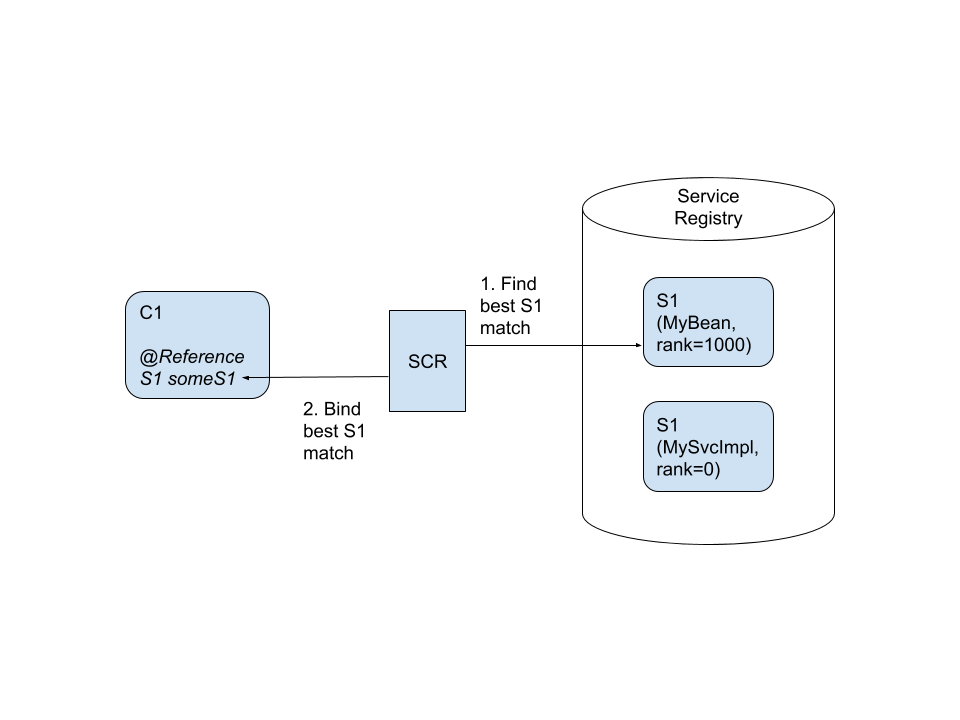 Service
Registry
1. Find
best S1
match
S1
(MyBean,
rank=1000)
C1
@Reference
S1 someS1
SCR
2. Bind
best S1
match
S1
(MySvcImpl,
rank=0)